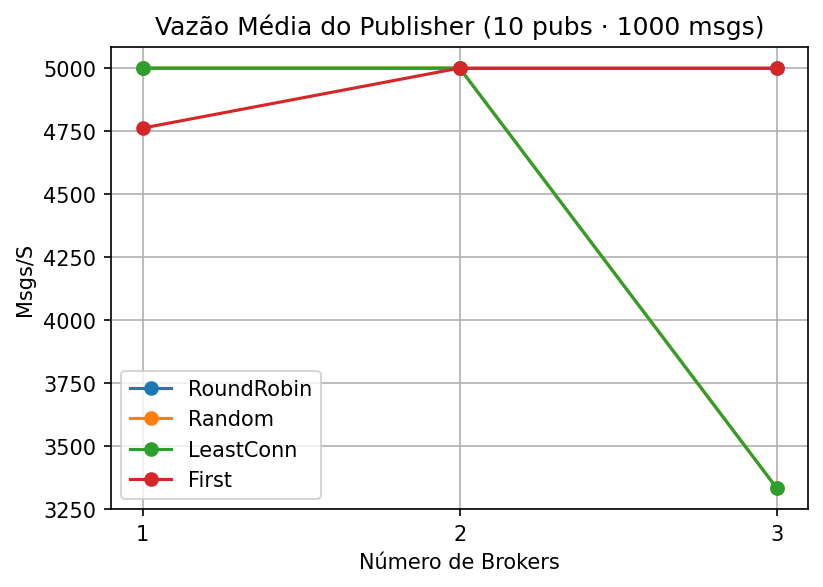 Vazão Média do Publisher (10 pubs · 1000 msgs)
Msgs/S
5000
4750
4500
4250
4000
3750
3500
3250
RoundRobin
Random
LeastConn
First
1 2 3
Número de Brokers